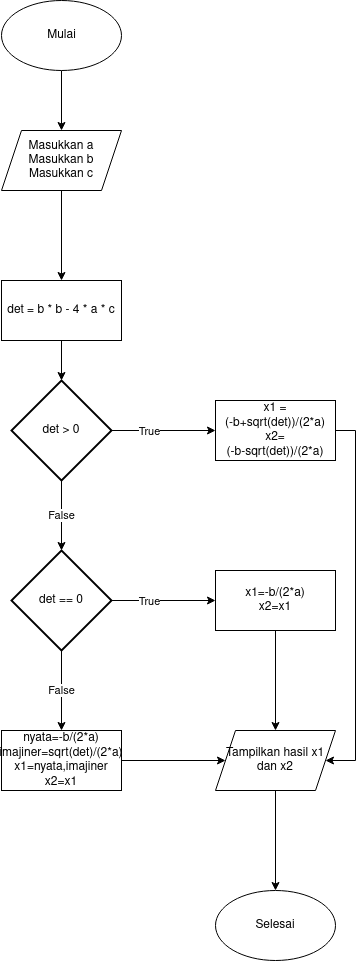 Mulai
Masukkan a
Masukkan b
Masukkan c
det = b * b - 4 * a * c
det > 0
True
x1 =
(-b+sqrt(det))/(2*a)
x2=
(-b-sqrt(det))/(2*a)
False
det == 0
True
x1=-b/(2*a)
x2=x1
False
nyata=-b/(2*a)
imajiner=sqrt(det)/(2*a)
x1=nyata,imajiner
x2=x1
Tampilkan hasil x1
dan x2
Selesai